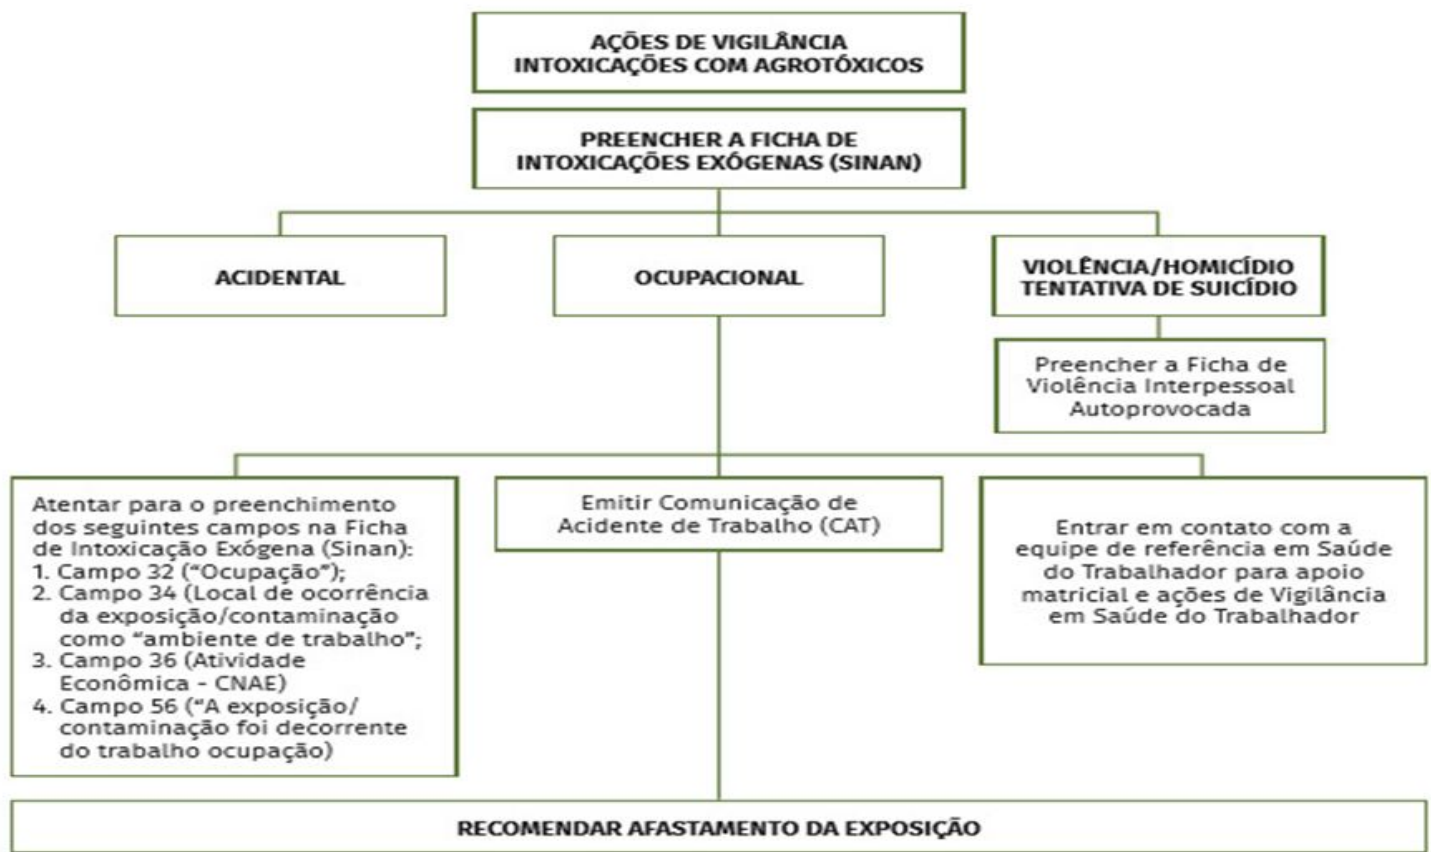 AÇÕES DE VIGILÂNCIA
INTOXICAÇÕES COM AGROTÓXICOS
PREENCHER A FICHA DE
INTOXICAÇÕES EXÓGENAS (SINAN)
ACIDENTAL
OCUPACIONAL
VIOLÊNCIA/HOMICÍDIO
TENTATIVA DE SUICÍDIO
Preencher a Ficha de
Violência Interpessoal
Autoprovocada
Atentar para o preenchimento
dos seguintes campos na Ficha
de Intoxicação Exógena (Sinan):
1. Campo 32 (“Ocupação”);
2. Campo 34 (Local de ocorrência
da exposição/contaminação
como “ambiente de trabalho”;
3. Campo 36 (Atividade
Econômica - CNAE)
4. Campo 56 (“A exposição/
contaminação foi decorrente
do trabalho ocupação)
Emitir Comunicação de
Acidente de Trabalho (CAT)
Entrar em contato com a
equipe de referência em Saúde
do Trabalhador para apoio
matricial e ações de Vigilância
em Saúde do Trabalhador
RECOMENDAR AFASTAMENTO DA EXPOSIÇÃO